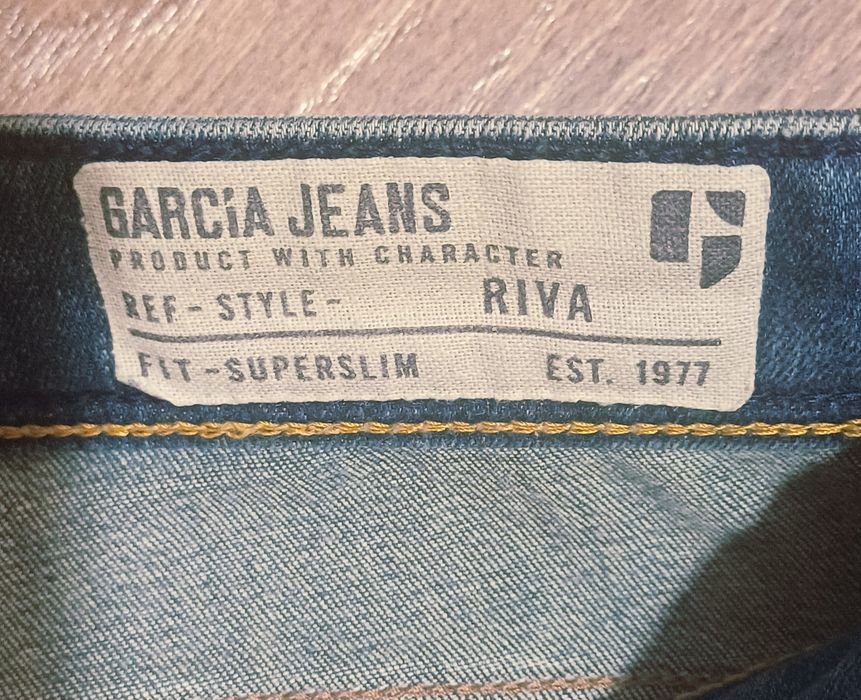 GARCiA JEANS
PRODUCT WITH CHARACTER
REF-STYLE- RIVA
FIT-SUPERSLIM EST. 1977